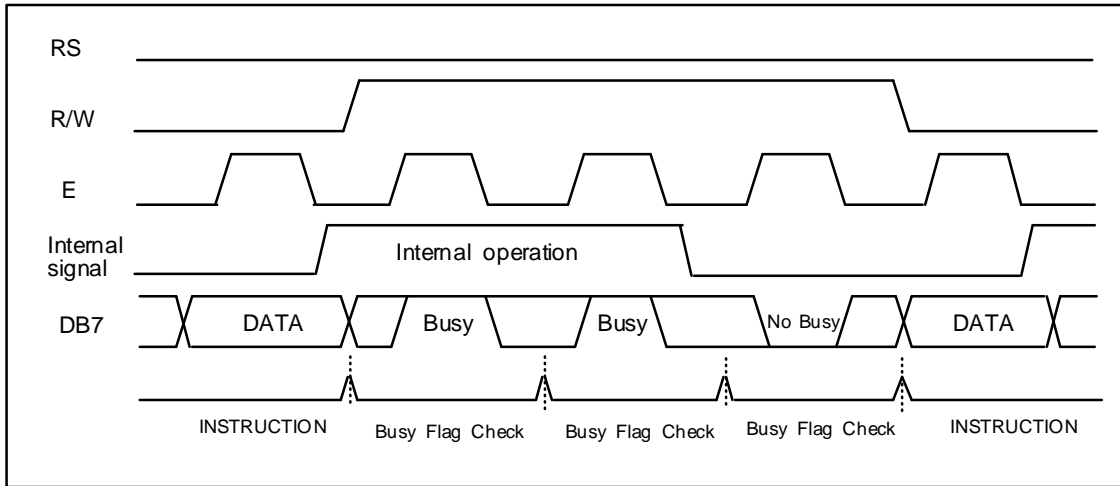 RS
R/W
E
Internal
signal
Internal operation
DB7
DATA
Busy
Busy
No Busy
DATA
INSTRUCTION
Busy Flag Check
Busy Flag Check
Busy Flag Check
INSTRUCTION